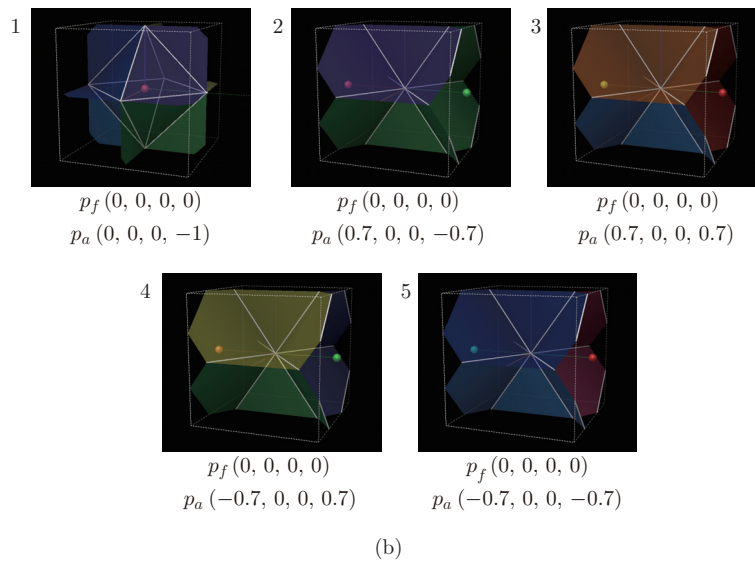 1
2
3
p_f (0, 0, 0, 0)
p_f (0, 0, 0, 0)
p_f (0, 0, 0, 0)
p_a (0, 0, 0, −1)
p_a (0.7, 0, 0, −0.7)
p_a (0.7, 0, 0, 0.7)
4
5
p_f (0, 0, 0, 0)
p_f (0, 0, 0, 0)
p_a (−0.7, 0, 0, 0.7)
p_a (−0.7, 0, 0, −0.7)
(b)